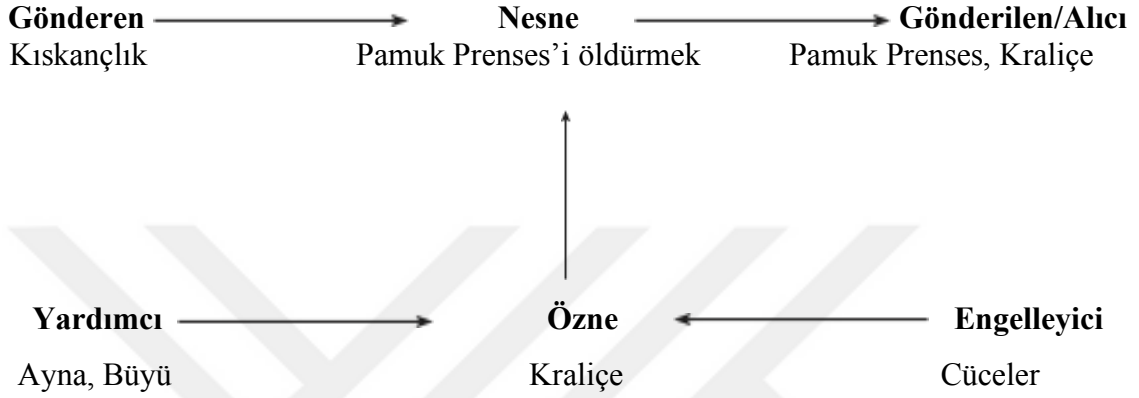 Gönderen Nesne Gönderilen/Alıcı
Kıskançlık Pamuk Prenses’i öldürmek Pamuk Prenses, Kraliçe
Yardımcı Özne Engelleyici
Ayna, Büyü Kraliçe Cüceler